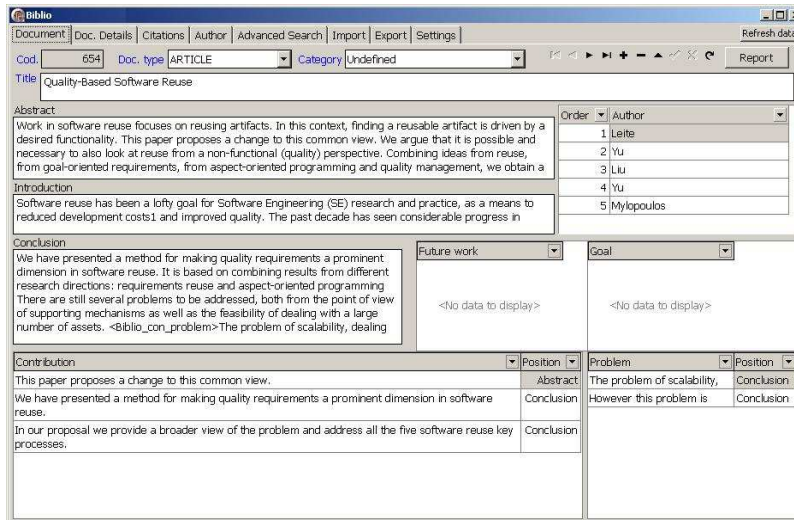 Biblio
Document Doc. Details Citations Author Advanced Search Import Export Settings Refresh data
Cod. 654 Doc. type ARTICLE Category Undefined Report
Title Quality-Based Software Reuse
Abstract
Work in software reuse focuses on reusing artifacts. In this context, finding a reusable artifact is driven by a
desired functionality. This paper proposes a change to this common view. We argue that it is possible and
necessary to also look at reuse from a non-functional (quality) perspective. Combining ideas from reuse,
from goal-oriented requirements, from aspect-oriented programming and quality management, we obtain a
Order Author
1 Leite
2 Yu
3 Liu
4 Yu
5 Mylopoulos
Introduction
Software reuse has been a lofty goal for Software Engineering (SE) research and practice, as a means to
reduced development costs1 and improved quality. The past decade has seen considerable progress in
Conclusion
We have presented a method for making quality requirements a prominent
dimension in software reuse. It is based on combining results from different
research directions: requirements reuse and aspect-oriented programming
There are still several problems to be addressed, both from the point of view
of supporting mechanisms as well as the feasibility of dealing with a large
number of assets. <Biblio_con_problem>The problem of scalability, dealing
Future work
<No data to display>
Goal
<No data to display>
Contribution Position
This paper proposes a change to this common view. Abstract
We have presented a method for making quality requirements a prominent dimension in software Conclusion
reuse.
In our proposal we provide a broader view of the problem and address all the five software reuse key Conclusion
processes.
Problem Position
The problem of scalability, Conclusion
However this problem is Conclusion